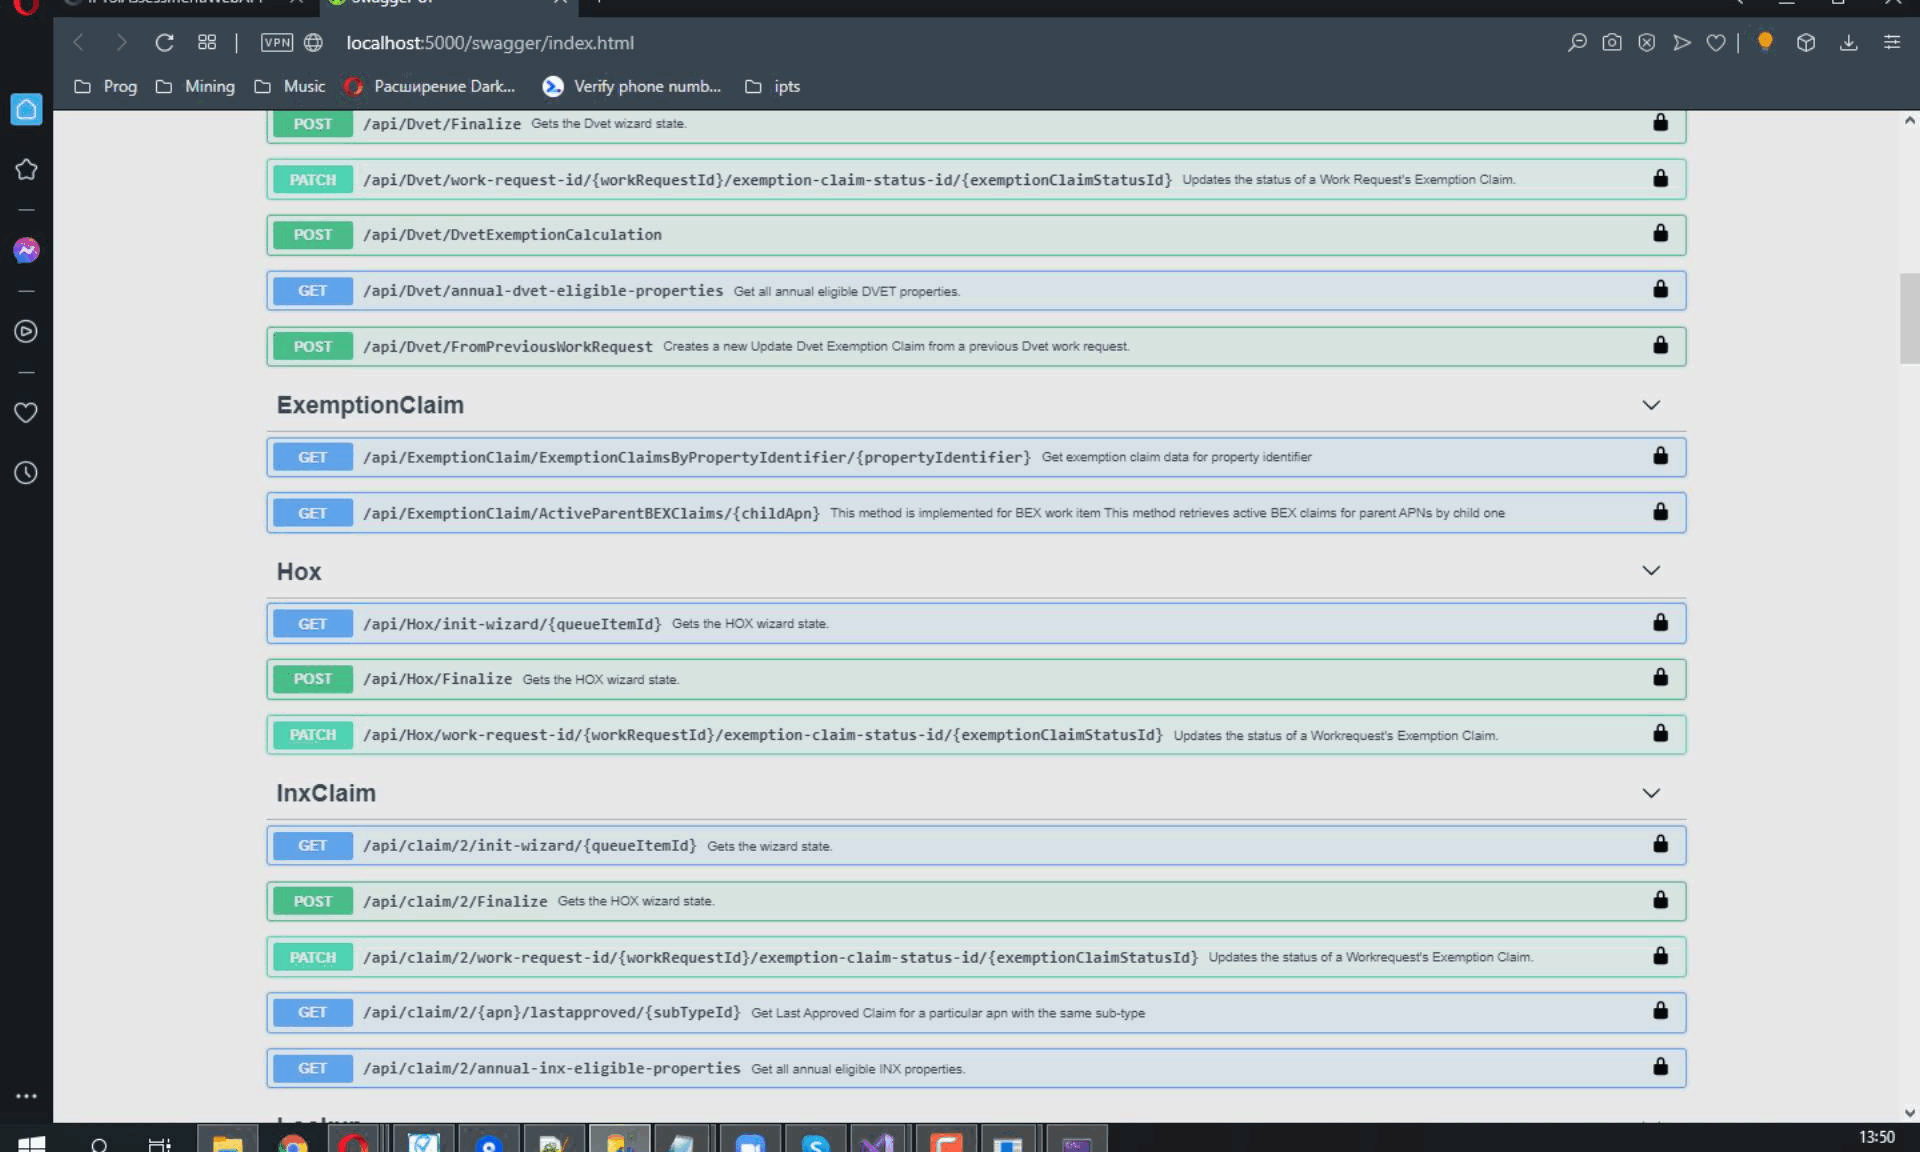 VPN localhost:5000/swagger/index.html
Prog Mining Music Расширение Dark... Verify phone numb... ipts
POST /api/Dvet/Finalize Gets the Dvet wizard state.
PATCH /api/Dvet/work-request-id/{workRequestId}/exemption-claim-status-id/{exemptionClaimStatusId} Updates the status of a Work Request's Exemption Claim.
POST /api/Dvet/DvetExemptionCalculation
GET /api/Dvet/annual-dvet-eligible-properties Get all annual eligible DVET properties.
POST /api/Dvet/FromPreviousWorkRequest Creates a new Update Dvet Exemption Claim from a previous Dvet work request.
ExemptionClaim
GET /api/ExemptionClaim/ExemptionClaimsByPropertyIdentifier/{propertyIdentifier} Get exemption claim data for property identifier
GET /api/ExemptionClaim/ActiveParentBEXClaims/{childApn} This method is implemented for BEX work item This method retrieves active BEX claims for parent APNs by child one
Hox
GET /api/Hox/init-wizard/{queueItemId} Gets the HOX wizard state.
POST /api/Hox/Finalize Gets the HOX wizard state.
PATCH /api/Hox/work-request-id/{workRequestId}/exemption-claim-status-id/{exemptionClaimStatusId} Updates the status of a Workrequest's Exemption Claim.
InxClaim
GET /api/claim/2/init-wizard/{queueItemId} Gets the wizard state.
POST /api/claim/2/Finalize Gets the HOX wizard state.
PATCH /api/claim/2/work-request-id/{workRequestId}/exemption-claim-status-id/{exemptionClaimStatusId} Updates the status of a Workrequest's Exemption Claim.
GET /api/claim/2/{apn}/lastapproved/{subTypeId} Get Last Approved Claim for a particular apn with the same sub-type
GET /api/claim/2/annual-inx-eligible-properties Get all annual eligible INX properties.
13:50